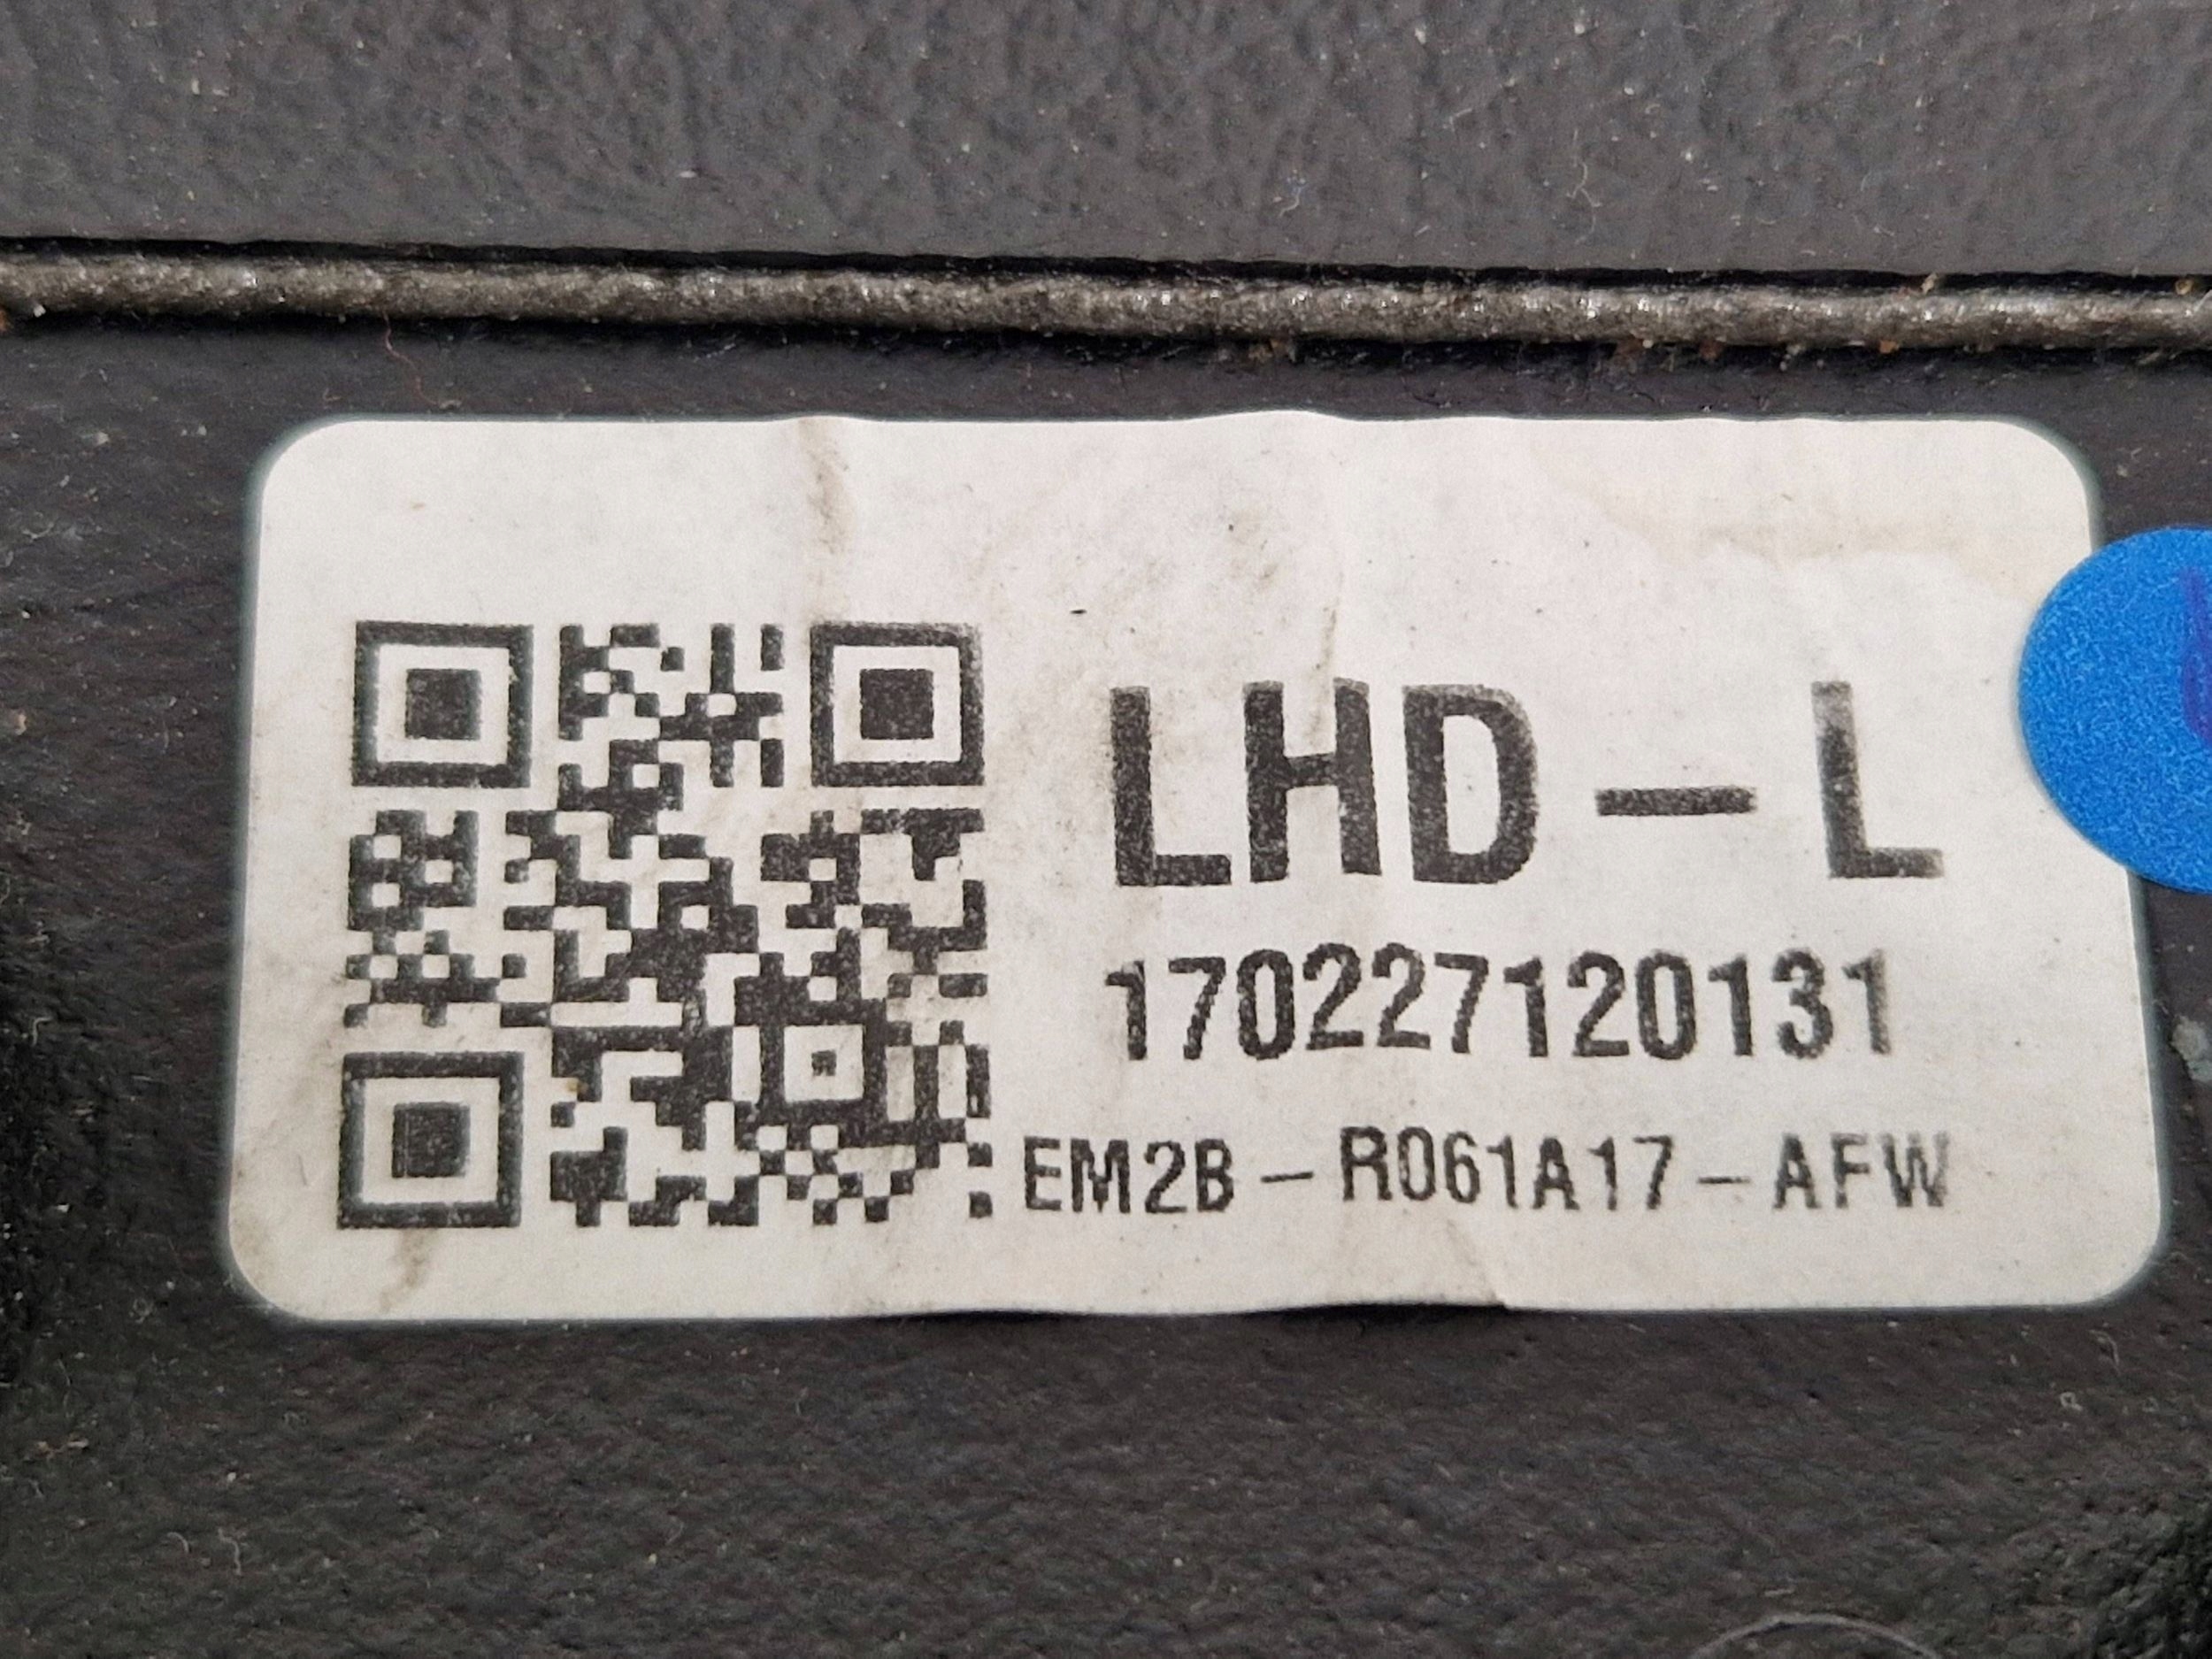 LHD - L
170227120131
EM2B - R061A17 - AFW